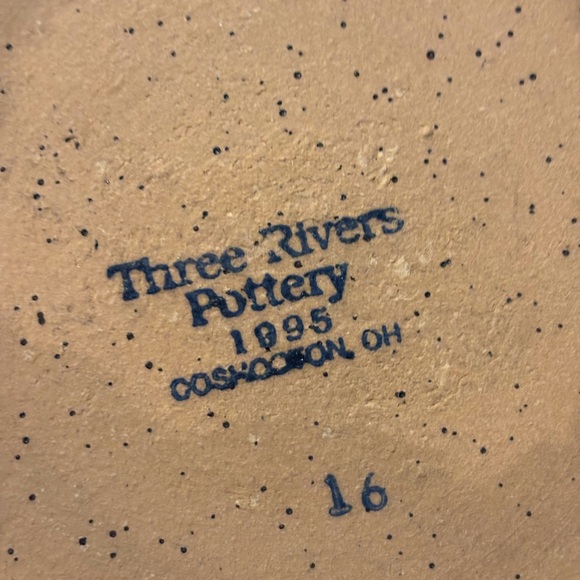 Three Rivers
Pottery
1995
COSHOCTON, OH
16